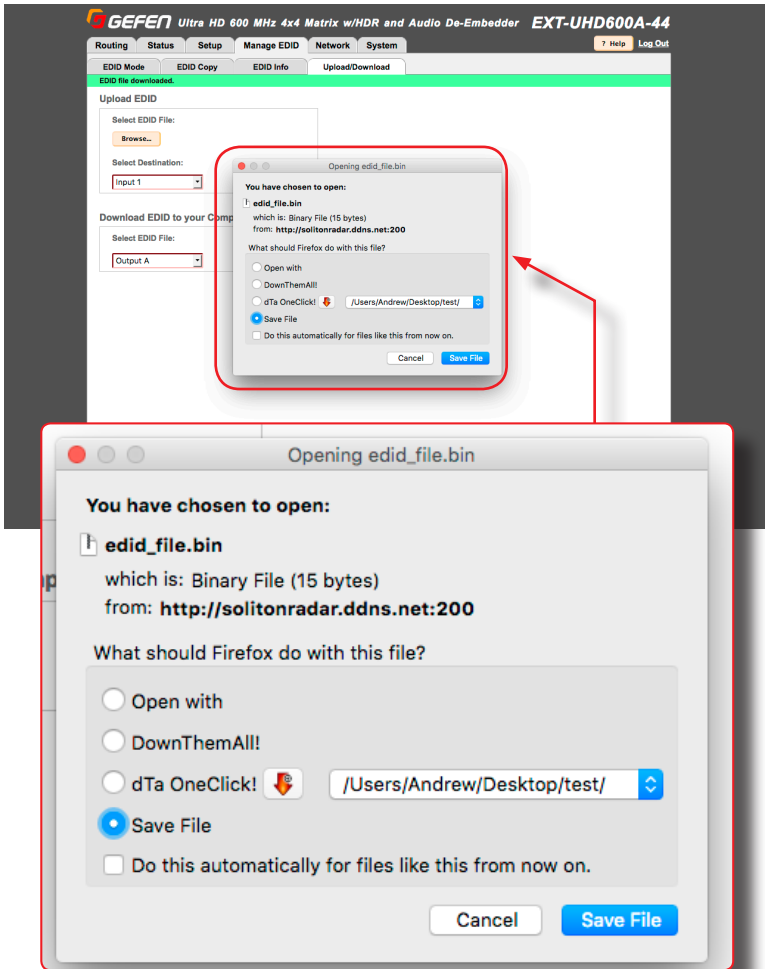 GEFEN Ultra HD 600 MHz 4x4 Matrix w/HDR and Audio De-Embedder EXT-UHD600A-44
Routing Status Setup Manage EDID Network System ? Help Log Out
EDID Mode EDID Copy EDID Info Upload/Download
EDID file downloaded.
Upload EDID
Select EDID File:
Browse...
Select Destination:
Input 1
Download EDID to your Comp
Select EDID File:
Output A
Opening edid_file.bin
You have chosen to open:
edid_file.bin
which is: Binary File (15 bytes)
from: http://solitonradar.ddns.net:200
What should Firefox do with this file?
Open with
DownThemAll!
dTa OneClick! /Users/Andrew/Desktop/test/
Save File
Do this automatically for files like this from now on.
Cancel Save File
Opening edid_file.bin
You have chosen to open:
edid_file.bin
which is: Binary File (15 bytes)
from: http://solitonradar.ddns.net:200
What should Firefox do with this file?
Open with
DownThemAll!
dTa OneClick! /Users/Andrew/Desktop/test/
Save File
Do this automatically for files like this from now on.
Cancel Save File